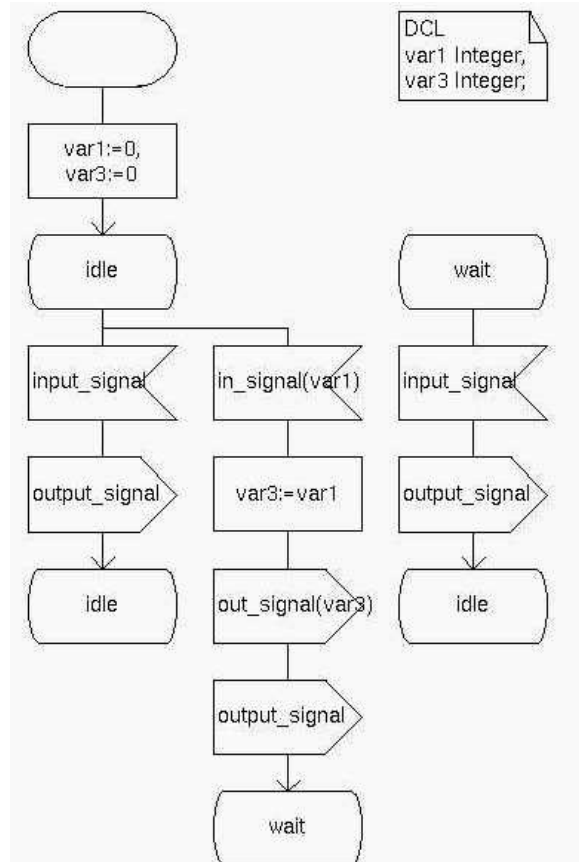 DCL
var1 Integer,
var3 Integer;
var1:=0,
var3:=0
idle
wait
input_signal
in_signal(var1)
input_signal
output_signal
var3:=var1
output_signal
idle
out_signal(var3)
idle
output_signal
wait